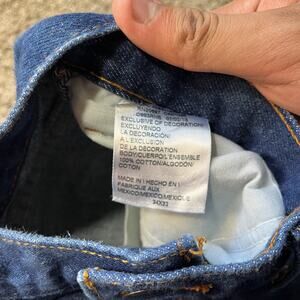 EXCLUSIVE OF DECORATION/
EXCLUYENDO
LA DECORACIÓN/
A L'EXCLUSION
DE LA DECORATION
BODY/CUERPO/L'ENSEMBLE
100% COTTON/ALGODÓN/
COTON
MADE IN / HECHO EN /
FABRIQUE AUX
MEXICO/MÉXICO/MEXIQUE
34X32